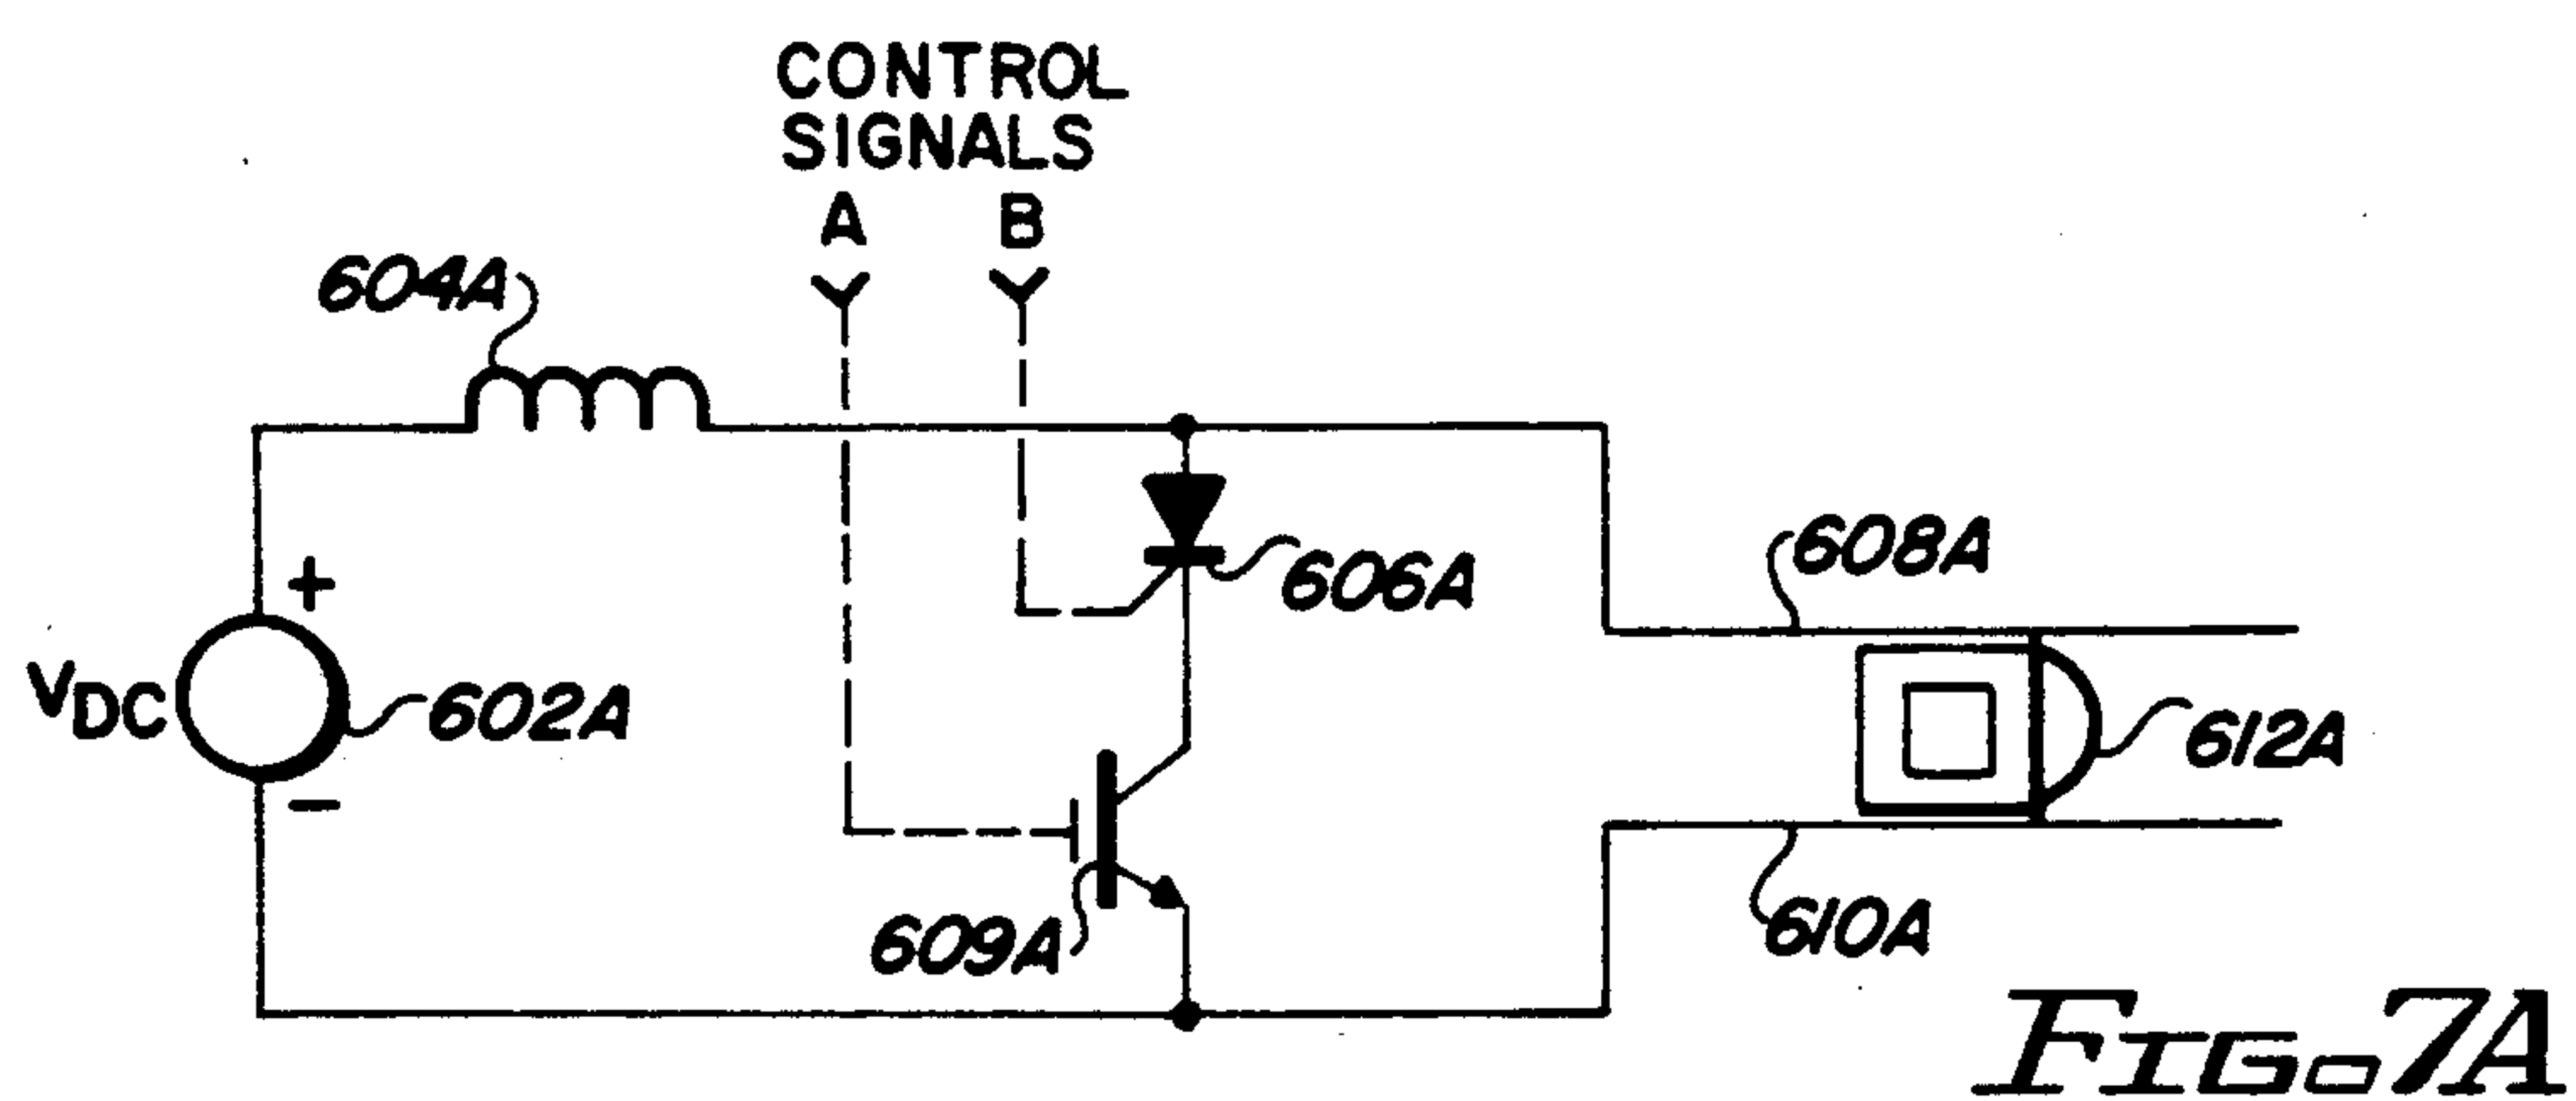 CONTROL
SIGNALS
A B
604A
+
606A
608A
VDC
602A
612A
−
609A
610A
FIG. 7A